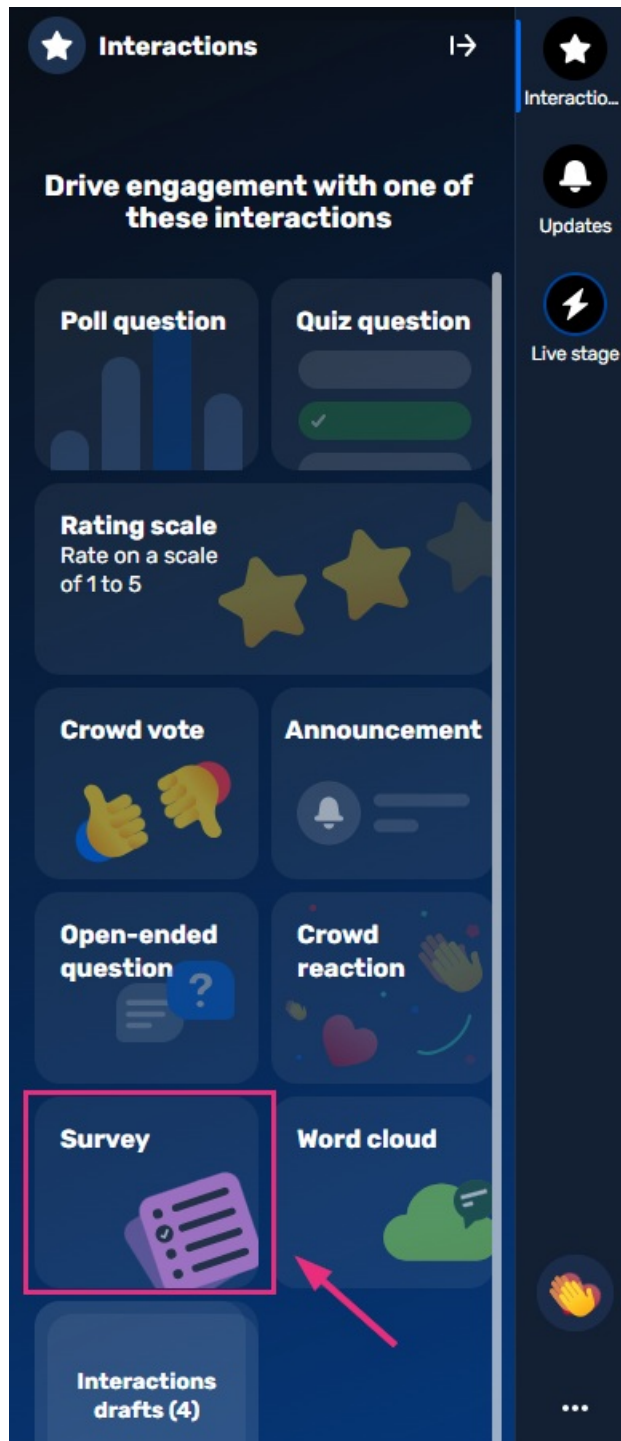 Interactions
Interactio...
Updates
Live stage
Drive engagement with one of
these interactions
Poll question
Quiz question
Rating scale
Rate on a scale
of 1 to 5
Crowd vote
Announcement
Open-ended
question
?
Crowd
reaction
Survey
Word cloud
Interactions
drafts (4)